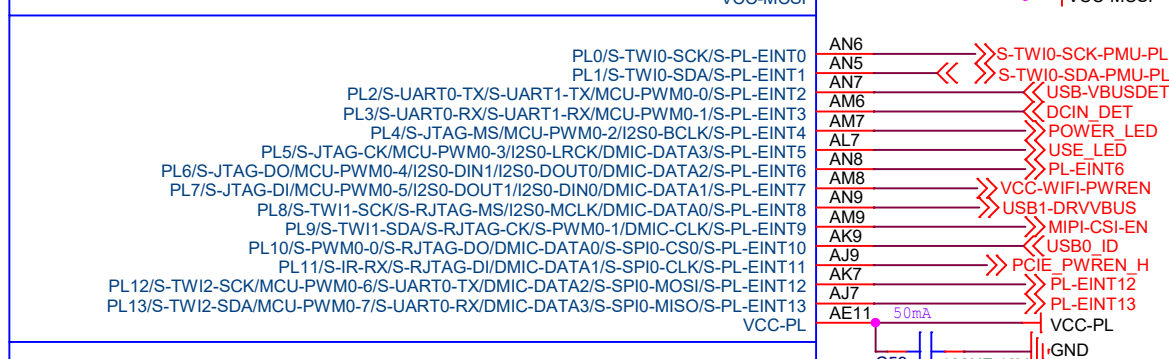 VCC-MOSI VCC-MOSI
PL0/S-TWI0-SCK/S-PL-EINT0 AN6 S-TWI0-SCK-PMU-PL
PL1/S-TWI0-SDA/S-PL-EINT1 AN5 S-TWI0-SDA-PMU-PL
PL2/S-UART0-TX/S-UART1-TX/MCU-PWM0-0/S-PL-EINT2 AN7 USB-VBUSDET
PL3/S-UART0-RX/S-UART1-RX/MCU-PWM0-1/S-PL-EINT3 AM6 DCIN_DET
PL4/S-JTAG-MS/MCU-PWM0-2/I2S0-BCLK/S-PL-EINT4 AM7 POWER_LED
PL5/S-JTAG-CK/MCU-PWM0-3/I2S0-LRCK/DMIC-DATA3/S-PL-EINT5 AL7 USE_LED
PL6/S-JTAG-DO/MCU-PWM0-4/I2S0-DIN1/I2S0-DOUT0/DMIC-DATA2/S-PL-EINT6 AN8 PL-EINT6
PL7/S-JTAG-DI/MCU-PWM0-5/I2S0-DOUT1/I2S0-DIN0/DMIC-DATA1/S-PL-EINT7 AM8 VCC-WIFI-PWREN
PL8/S-TWI1-SCK/S-RJTAG-MS/I2S0-MCLK/DMIC-DATA0/S-PL-EINT8 AN9 USB1-DRVVBUS
PL9/S-TWI1-SDA/S-RJTAG-CK/S-PWM0-1/DMIC-CLK/S-PL-EINT9 AM9 MIPI-CSI-EN
PL10/S-PWM0-0/S-RJTAG-DO/DMIC-DATA0/S-SPI0-CS0/S-PL-EINT10 AK9 USB0_ID
PL11/S-IR-RX/S-RJTAG-DI/DMIC-DATA1/S-SPI0-CLK/S-PL-EINT11 AJ9 PCIE_PWREN_H
PL12/S-TWI2-SCK/MCU-PWM0-6/S-UART0-TX/DMIC-DATA2/S-SPI0-MOSI/S-PL-EINT12 AK7 PL-EINT12
PL13/S-TWI2-SDA/MCU-PWM0-7/S-UART0-RX/DMIC-DATA3/S-SPI0-MISO/S-PL-EINT13 AJ7 PL-EINT13
VCC-PL AE11 50mA VCC-PL
GND